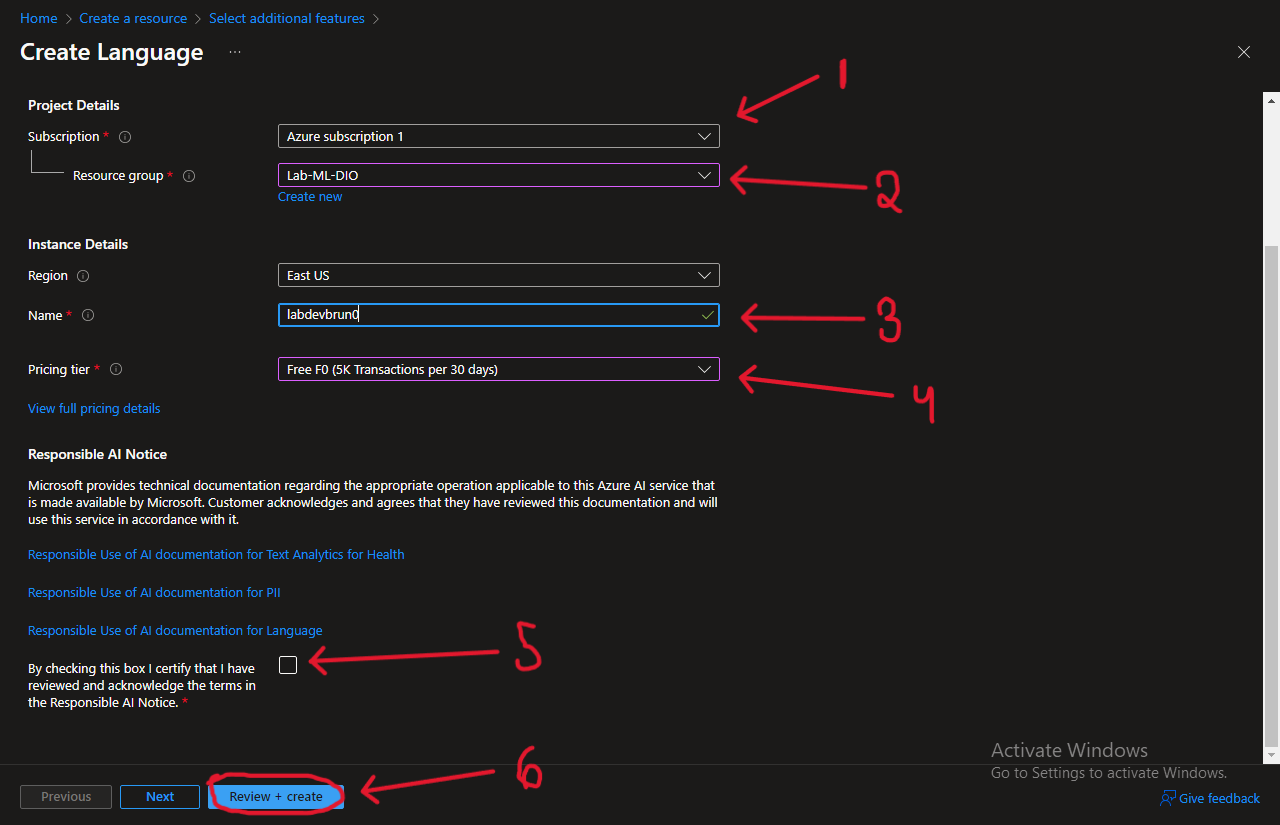 Home > Create a resource > Select additional features >
Create Language ...
1
Project Details
Subscription * Azure subscription 1
Resource group * Lab-ML-DIO
2
Create new
Instance Details
Region East US
Name * labdevbrun0
3
Pricing tier * Free F0 (5K Transactions per 30 days)
4
View full pricing details
Responsible AI Notice
Microsoft provides technical documentation regarding the appropriate operation applicable to this Azure AI service that
is made available by Microsoft. Customer acknowledges and agrees that they have reviewed this documentation and will
use this service in accordance with it.
Responsible Use of AI documentation for Text Analytics for Health
Responsible Use of AI documentation for PII
Responsible Use of AI documentation for Language
5
By checking this box I certify that I have
reviewed and acknowledge the terms in
the Responsible AI Notice. *
6
Activate Windows
Go to Settings to activate Windows.
Previous Next Review + create
Give feedback